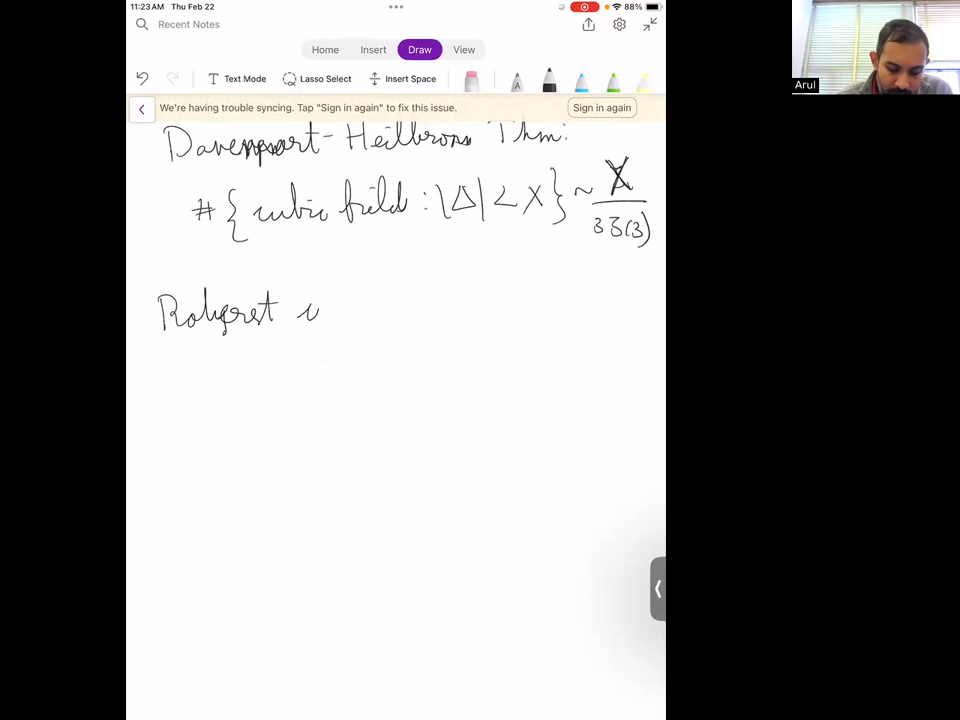 11:23 AM Thu Feb 22 88%
Recent Notes
Home Insert Draw View
Text Mode Lasso Select Insert Space
We're having trouble syncing. Tap "Sign in again" to fix this issue. Sign in again
Arul
Davenport-Heilbronn Thm:
# { cubic field : |Δ| < X } ~ X / 3ζ(3)